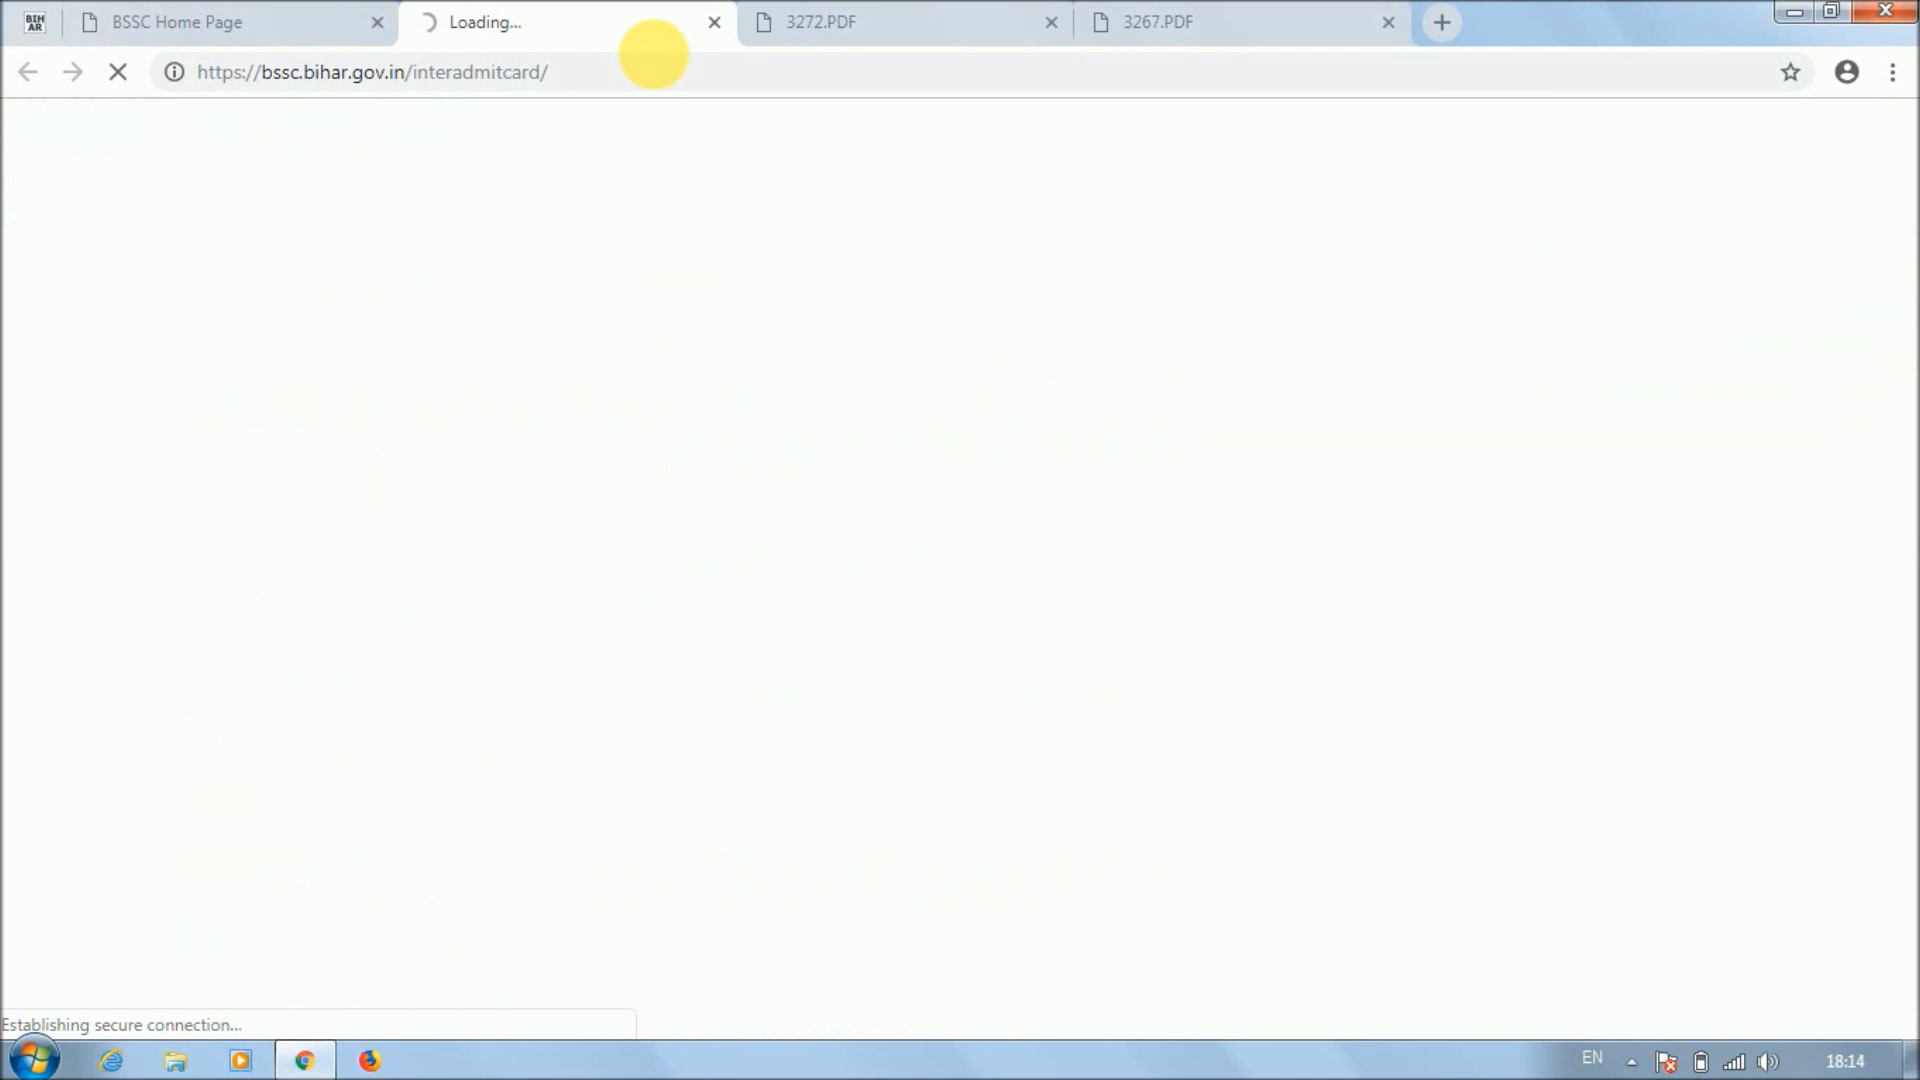 BIH
AR
BSSC Home Page
Loading...
3272.PDF
3267.PDF
https://bssc.bihar.gov.in/interadmitcard/
Establishing secure connection...
EN
18:14